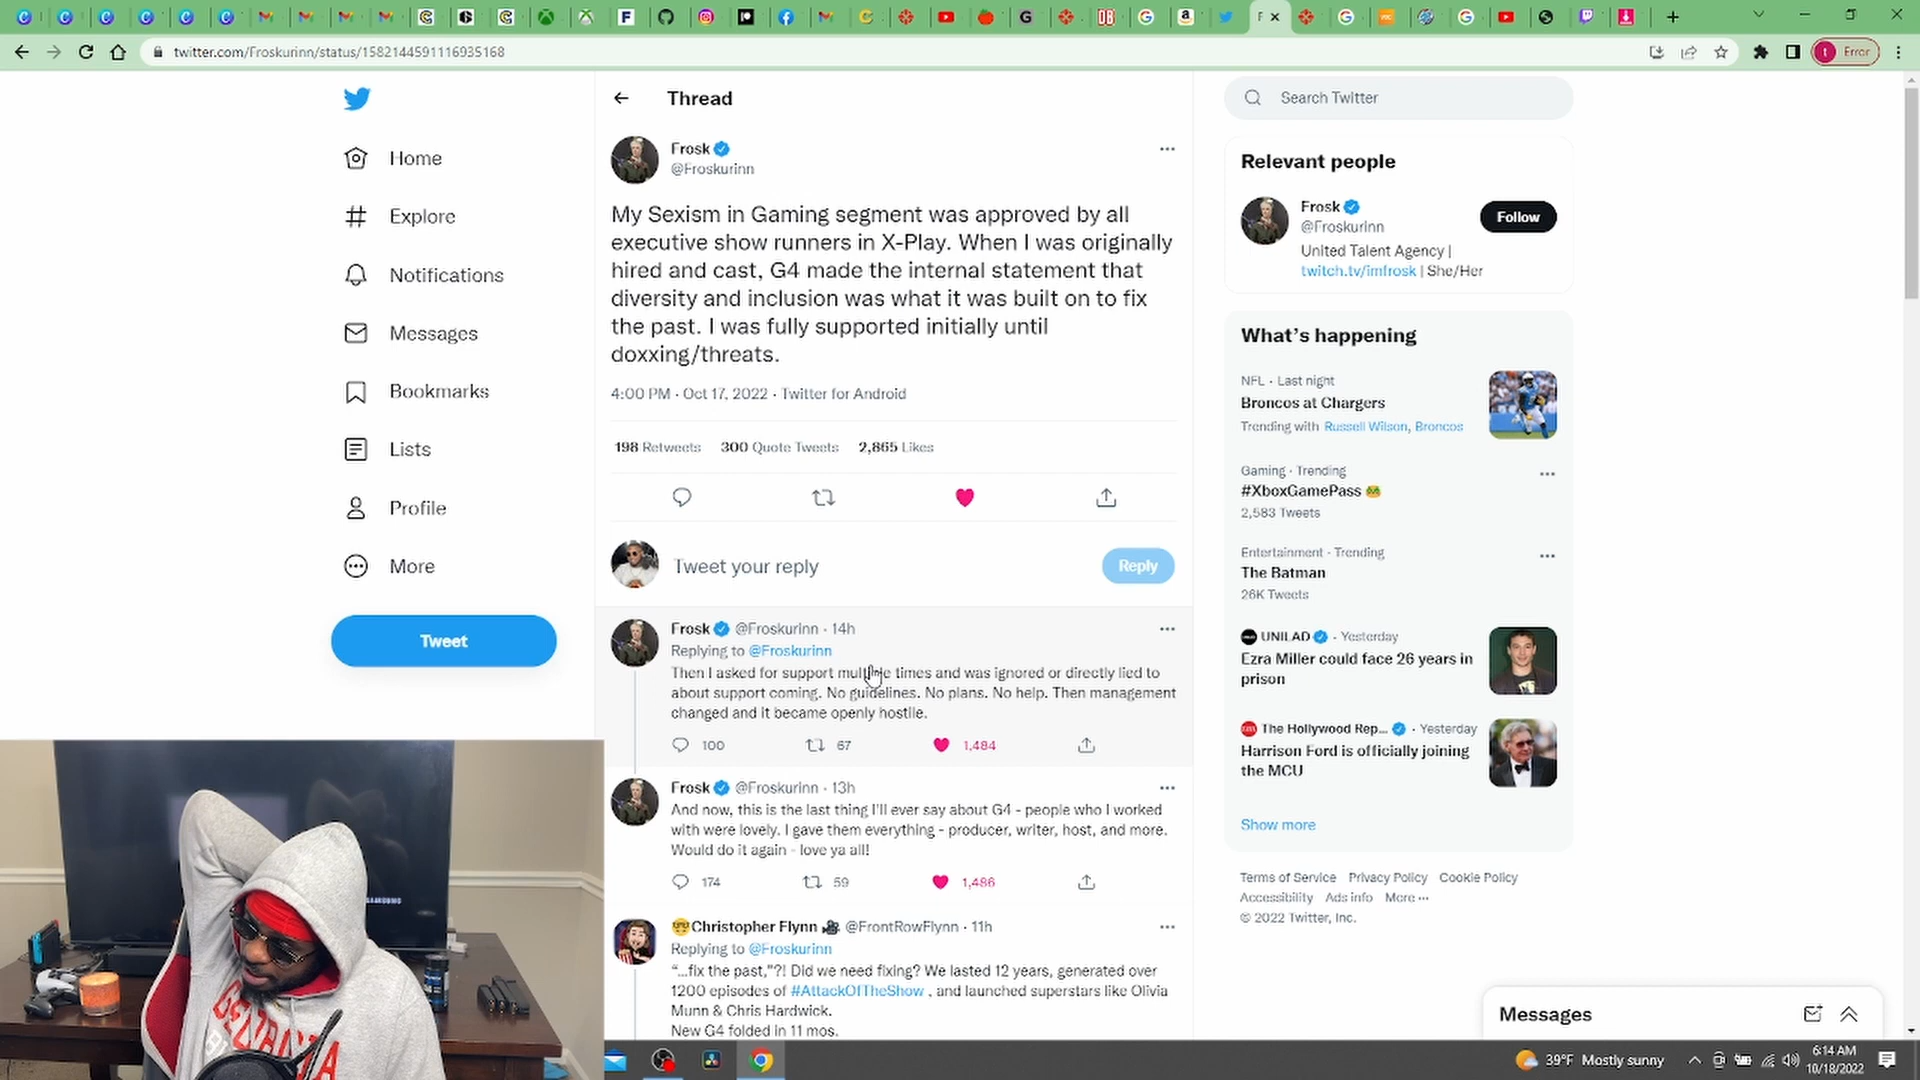 twitter.com/Froskurinn/status/1582144591116935168
Error
Home
Explore
Notifications
Messages
Bookmarks
Lists
Profile
More
Tweet
Thread
Frosk
@Froskurinn
My Sexism in Gaming segment was approved by all
executive show runners in X-Play. When I was originally
hired and cast, G4 made the internal statement that
diversity and inclusion was what it was built on to fix
the past. I was fully supported initially until
doxxing/threats.
4:00 PM · Oct 17, 2022 · Twitter for Android
198 Retweets 300 Quote Tweets 2,865 Likes
Tweet your reply
Reply
Frosk @Froskurinn · 14h
Replying to @Froskurinn
Then I asked for support multiple times and was ignored or directly lied to
about support coming. No guidelines. No plans. No help. Then management
changed and it became openly hostile.
100 67 1,484
Frosk @Froskurinn · 13h
And now, this is the last thing I'll ever say about G4 - people who I worked
with were lovely. I gave them everything - producer, writer, host, and more.
Would do it again - love ya all!
174 59 1,486
Christopher Flynn @FrontRowFlynn · 11h
Replying to @Froskurinn
"...fix the past,"?! Did we need fixing? We lasted 12 years, generated over
1200 episodes of #AttackOfTheShow , and launched superstars like Olivia
Munn & Chris Hardwick.
New G4 folded in 11 mos.
Search Twitter
Relevant people
Frosk
@Froskurinn
Follow
United Talent Agency |
twitch.tv/imfrosk | She/Her
What's happening
NFL · Last night
Broncos at Chargers
Trending with Russell Wilson, Broncos
Gaming · Trending
#XboxGamePass
2,583 Tweets
Entertainment · Trending
The Batman
26K Tweets
UNILAD · Yesterday
Ezra Miller could face 26 years in
prison
The Hollywood Rep... · Yesterday
Harrison Ford is officially joining
the MCU
Show more
Terms of Service Privacy Policy Cookie Policy
Accessibility Ads info More ···
© 2022 Twitter, Inc.
Messages
39°F Mostly sunny
6:14 AM
10/18/2022